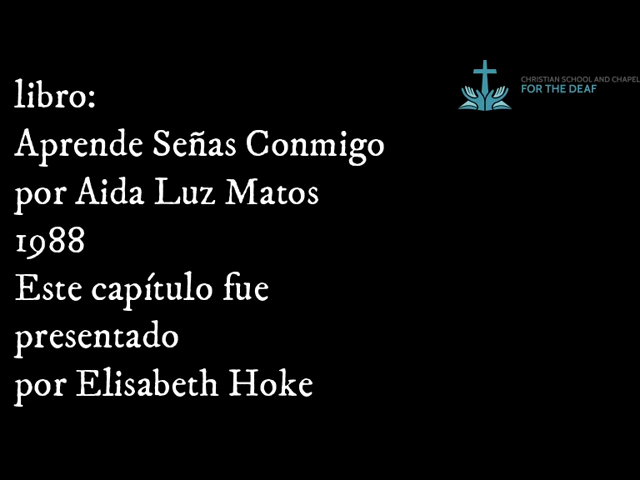 libro:
Aprende Señas Conmigo
por Aida Luz Matos
1988
Este capítulo fue
presentado
por Elisabeth Hoke
CHRISTIAN SCHOOL AND CHAPEL
FOR THE DEAF